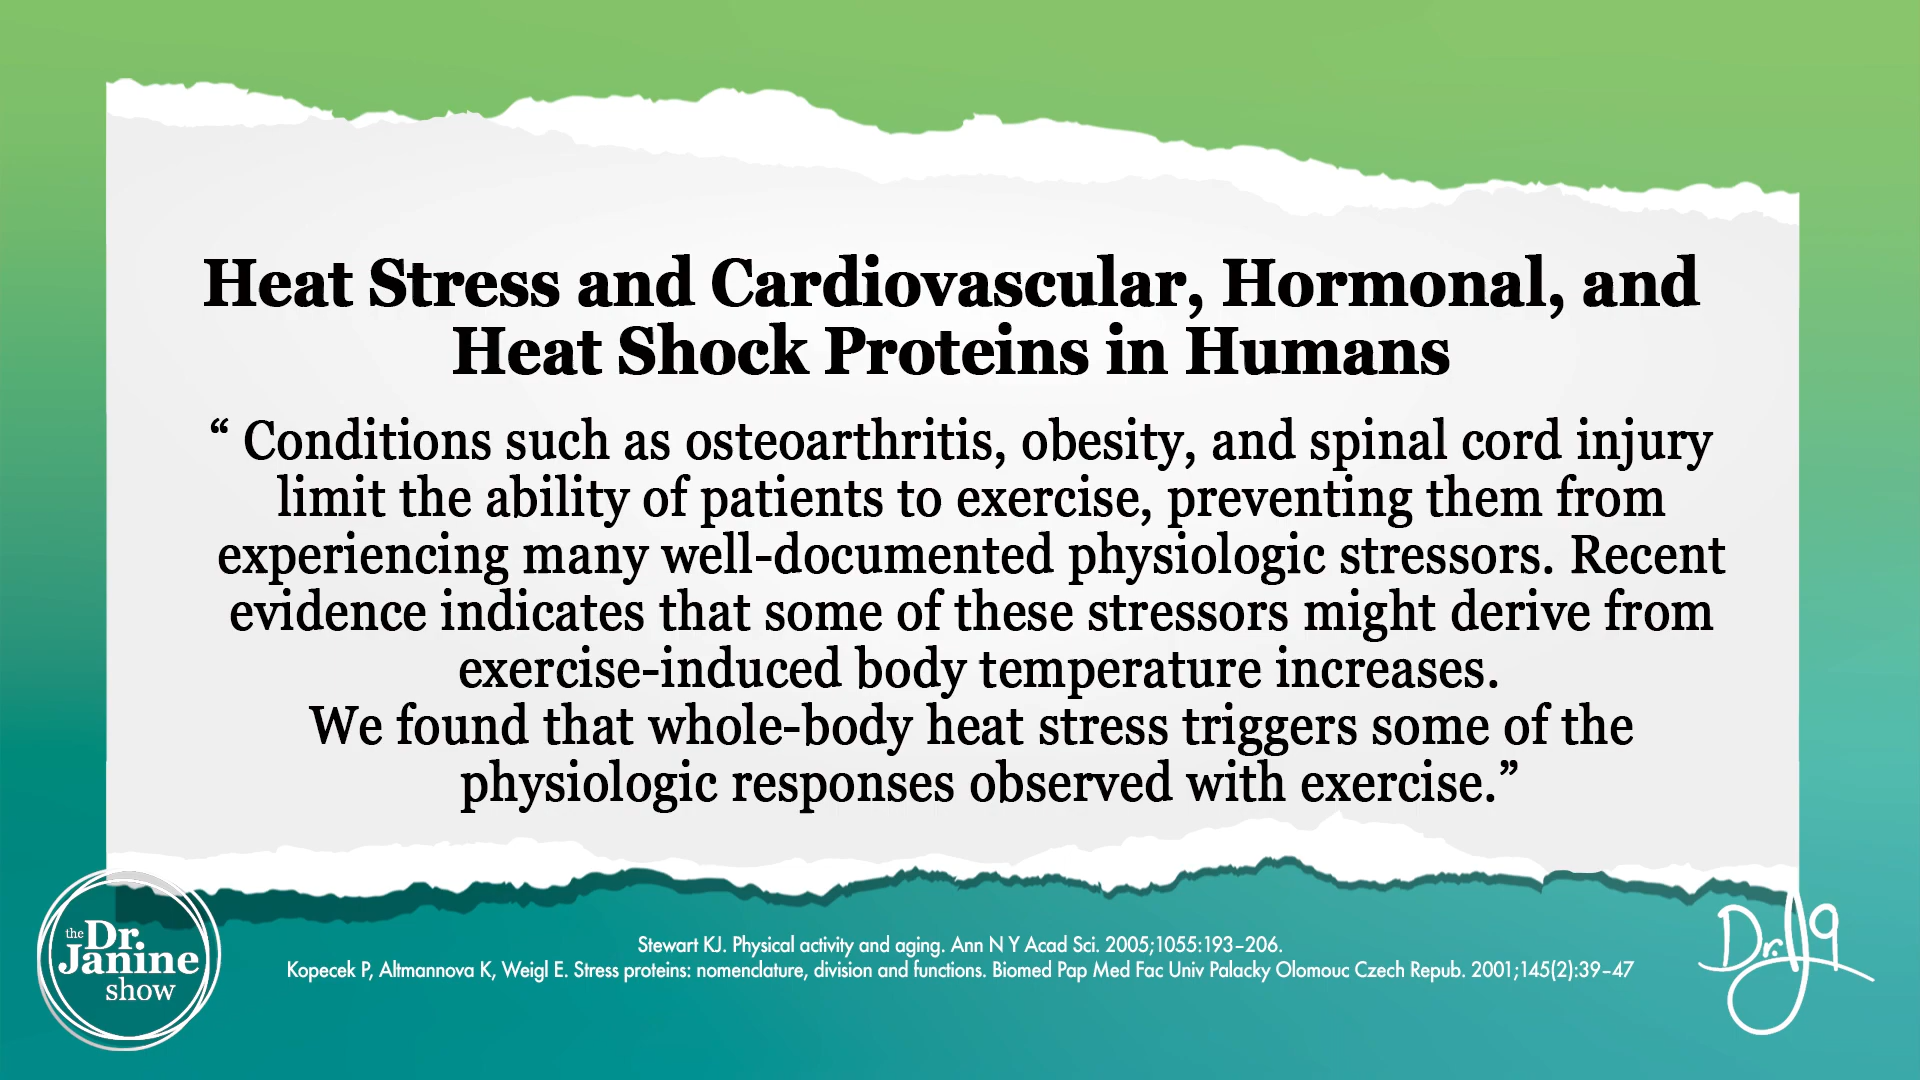 Heat Stress and Cardiovascular, Hormonal, and
Heat Shock Proteins in Humans
“ Conditions such as osteoarthritis, obesity, and spinal cord injury
limit the ability of patients to exercise, preventing them from
experiencing many well-documented physiologic stressors. Recent
evidence indicates that some of these stressors might derive from
exercise-induced body temperature increases.
We found that whole-body heat stress triggers some of the
physiologic responses observed with exercise.”
Stewart KJ. Physical activity and aging. Ann N Y Acad Sci. 2005;1055:193–206.
Kopecek P, Altmannova K, Weigl E. Stress proteins: nomenclature, division and functions. Biomed Pap Med Fac Univ Palacky Olomouc Czech Repub. 2001;145(2):39–47
the Dr.
Janine
show
Dr. J9